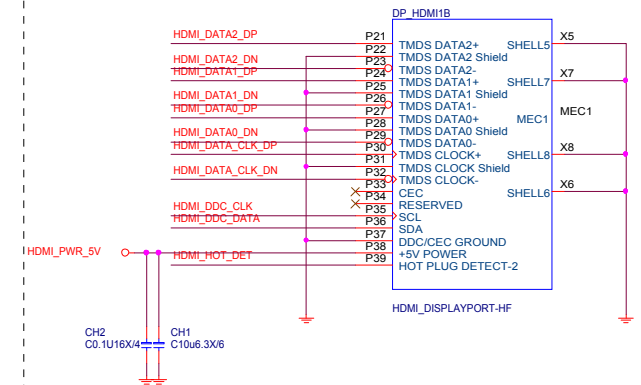 DP_HDMI1B
HDMI_DATA2_DP P21 TMDS DATA2+ SHELL5 X5
P22 TMDS DATA2 Shield
HDMI_DATA2_DN P23 TMDS DATA2-
HDMI_DATA1_DP P24 TMDS DATA1+ SHELL7 X7
P25 TMDS DATA1 Shield
HDMI_DATA1_DN P26 TMDS DATA1-
HDMI_DATA0_DP P27 TMDS DATA0+ MEC1 MEC1
P28 TMDS DATA0 Shield
HDMI_DATA0_DN P29 TMDS DATA0-
HDMI_DATA_CLK_DP P30 TMDS CLOCK+ SHELL8 X8
P31 TMDS CLOCK Shield
HDMI_DATA_CLK_DN P32 TMDS CLOCK-
P33 CEC SHELL6 X6
P34 RESERVED
HDMI_DDC_CLK P35 SCL
HDMI_DDC_DATA P36 SDA
P37 DDC/CEC GROUND
HDMI_PWR_5V P38 +5V POWER
HDMI_HOT_DET P39 HOT PLUG DETECT-2
HDMI_DISPLAYPORT-HF
CH2 CH1
C0.1U16X/4 C10u6.3X/6